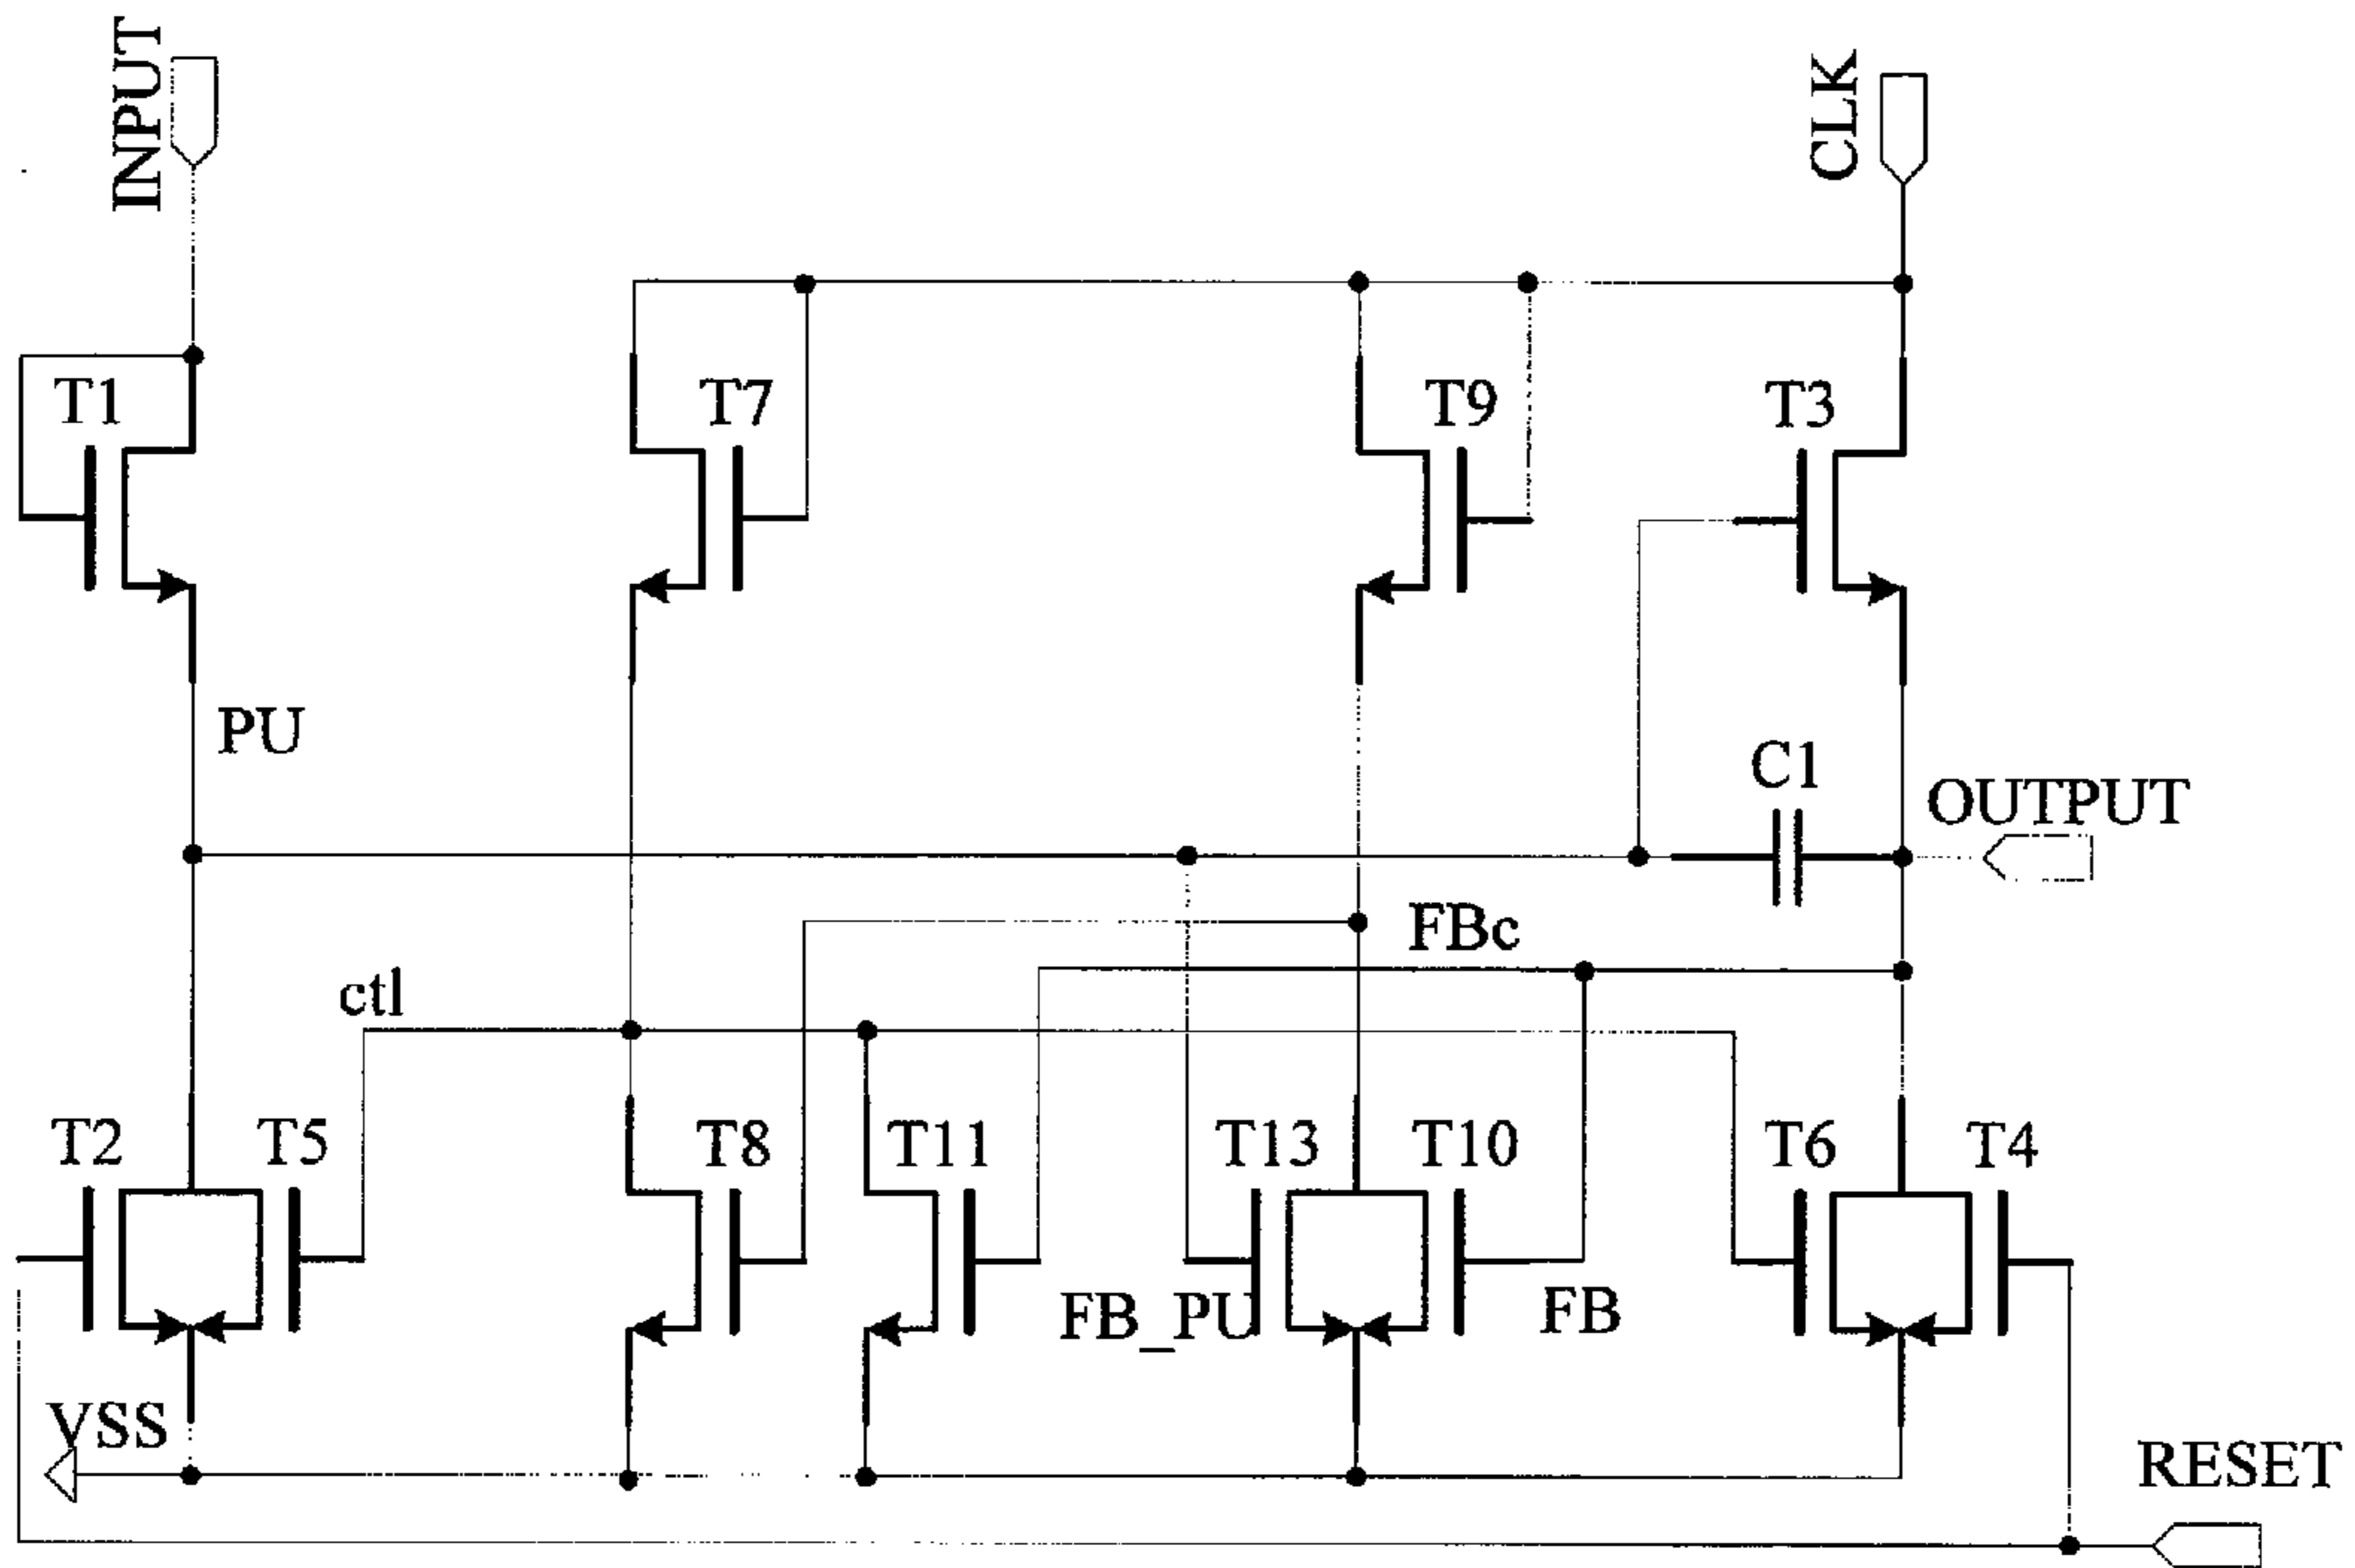 INPUT
CLK
T1
T7
T9
T3
PU
C1
OUTPUT
FBc
ctl
T2
T5
T8
T11
T13
T10
T6
T4
FB_PU
FB
VSS
RESET